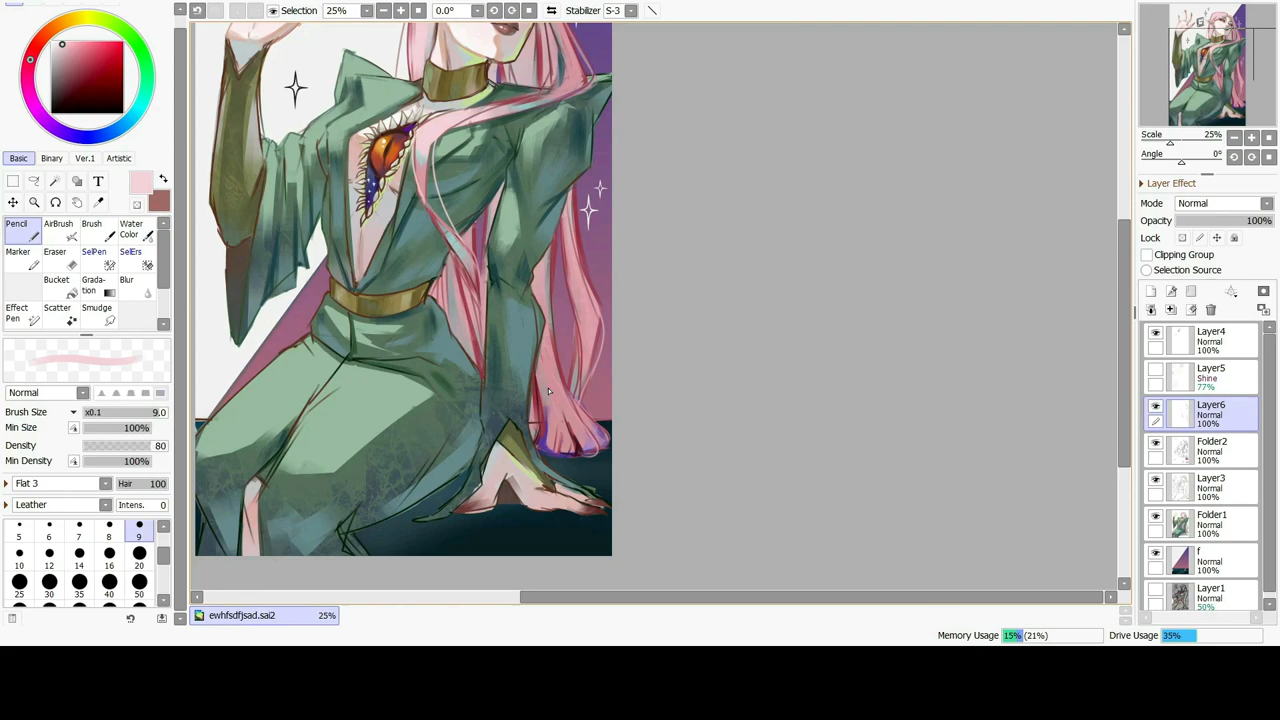 Selection 25% 0.0° Stabilizer S-3
Basic Binary Ver.1 Artistic
T
Pencil AirBrush Brush Water Color
Marker Eraser SelPen SelErs
Bucket Gradation Blur
Effect Pen Scatter Smudge
Normal
Brush Size x0.1 9.0
Min Size 100%
Density 80
Min Density 100%
Flat 3 Hair 100
Leather Intens. 0
5 6 7 8 9
10 12 14 16 20
25 30 35 40 50
ewhfsdfjsad.sai2 25%
Memory Usage 15% (21%) Drive Usage 35%
Scale 25%
Angle 0°
Layer Effect
Mode Normal
Opacity 100%
Lock
Clipping Group
Selection Source
Layer4
Normal
100%
Layer5
Shine
77%
Layer6
Normal
100%
Folder2
Normal
100%
Layer3
Normal
100%
Folder1
Normal
100%
f
Normal
100%
Layer1
Normal
50%